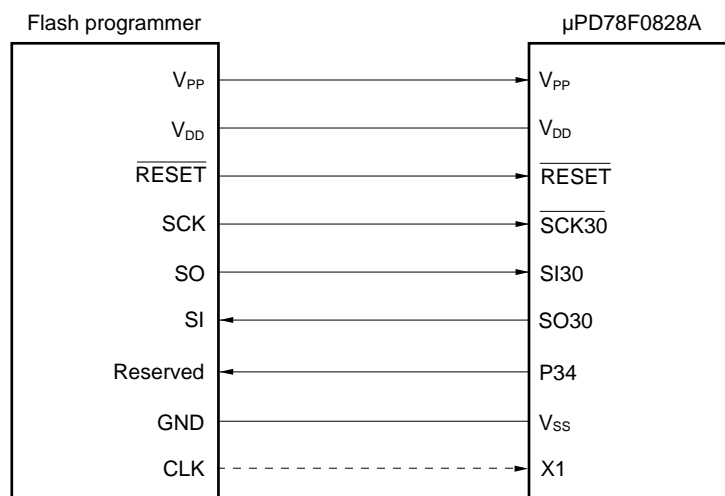 Flash programmer
µPD78F0828A
VPP VPP
VDD VDD
RESET RESET
SCK SCK30
SO SI30
SI SO30
Reserved P34
GND VSS
CLK X1